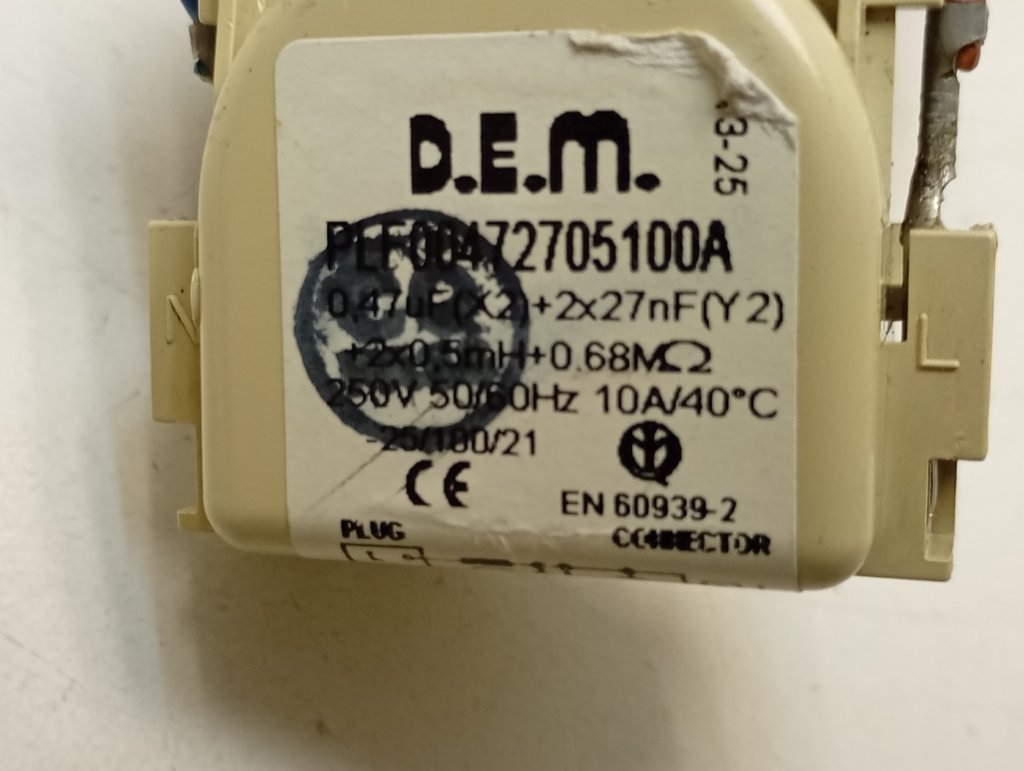 D.E.M.
3-25
PLF00472705100A
0,47uF(X2)+2x27nF(Y2)
+2x0,5mH+0.68MΩ
250V 50/60Hz 10A/40°C
-25/100/21
CE
EN 60939-2
PLUG
CONNECTOR
L
N
L